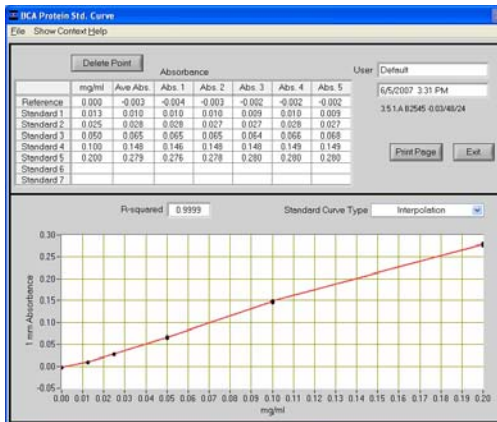 BCA Protein Std. Curve
File Show Context Help
Delete Point
Absorbance
User Default
6/5/2007 3:31 PM
3.5.1.A B2545 -0.03/48/24
mg/ml Ave Abs. Abs. 1 Abs. 2 Abs. 3 Abs. 4 Abs. 5
Reference 0.000 -0.003 -0.004 -0.003 -0.002 -0.002 -0.002
Standard 1 0.013 0.010 0.010 0.010 0.009 0.010 0.009
Standard 2 0.025 0.028 0.028 0.027 0.027 0.028 0.027
Standard 3 0.050 0.065 0.065 0.065 0.064 0.066 0.068
Standard 4 0.100 0.148 0.146 0.148 0.149 0.149 0.149
Standard 5 0.200 0.279 0.276 0.278 0.280 0.280 0.280
Standard 6
Standard 7
Print Page Exit
R-squared 0.9999 Standard Curve Type Interpolation
0.30
0.25
0.20
0.15
0.10
0.05
0.00
-0.05
1 mm Absorbance
0.00 0.01 0.02 0.03 0.04 0.05 0.06 0.07 0.08 0.09 0.10 0.11 0.12 0.13 0.14 0.15 0.16 0.17 0.18 0.19 0.20
mg/ml